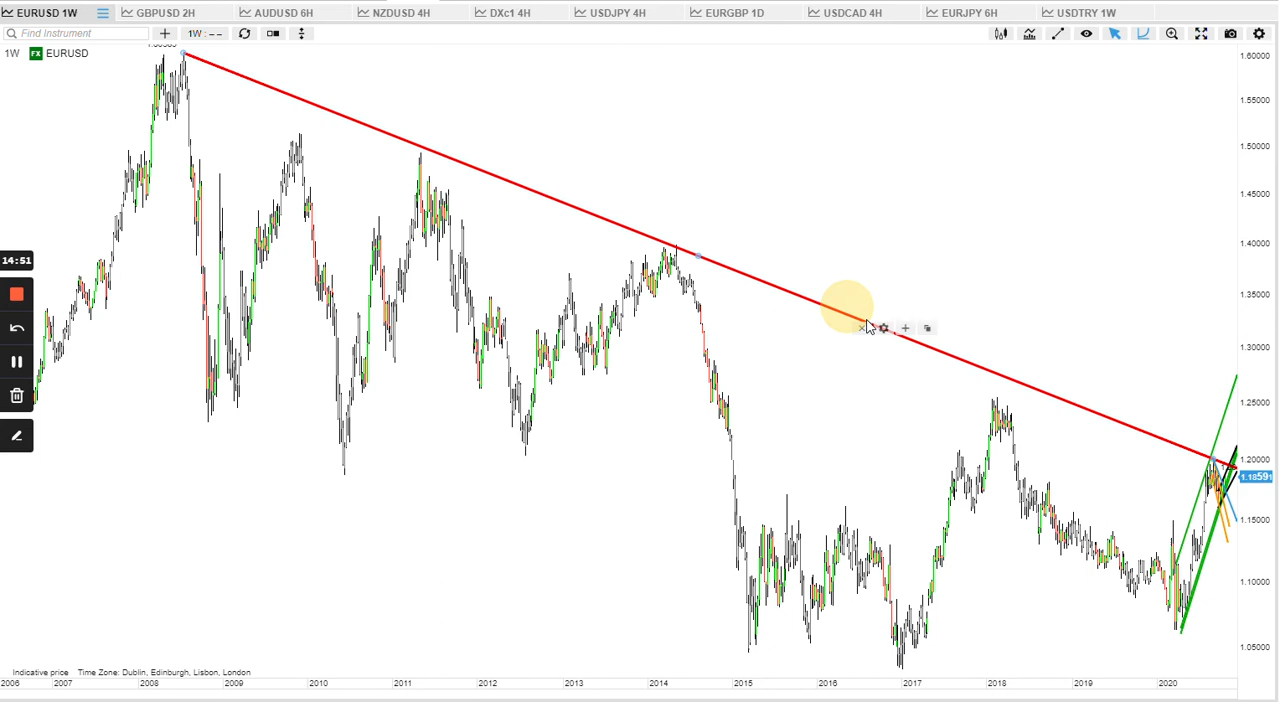 EURUSD 1W GBPUSD 2H AUDUSD 6H NZDUSD 4H DXc1 4H USDJPY 4H EURGBP 1D USDCAD 4H EURJPY 6H USDTRY 1W
Find Instrument 1W: --
1W FX EURUSD
1.60000
1.55000
1.50000
1.45000
1.40000
14:51
1.35000
1.30000
1.25000
1.20000
1.18591
1.15000
1.10000
1.05000
Indicative price Time Zone: Dublin, Edinburgh, Lisbon, London
2006 2007 2008 2009 2010 2011 2012 2013 2014 2015 2016 2017 2018 2019 2020